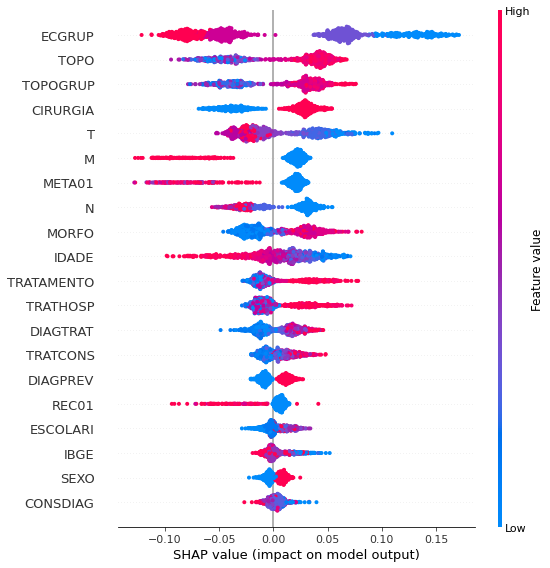 High
ECGRUP
TOPO
TOPOGRUP
CIRURGIA
T
M
META01
N
MORFO
IDADE
TRATAMENTO
TRATHOSP
DIAGTRAT
TRATCONS
DIAGPREV
REC01
ESCOLARI
IBGE
SEXO
CONSDIAG
Feature value
Low
−0.10 −0.05 0.00 0.05 0.10 0.15
SHAP value (impact on model output)